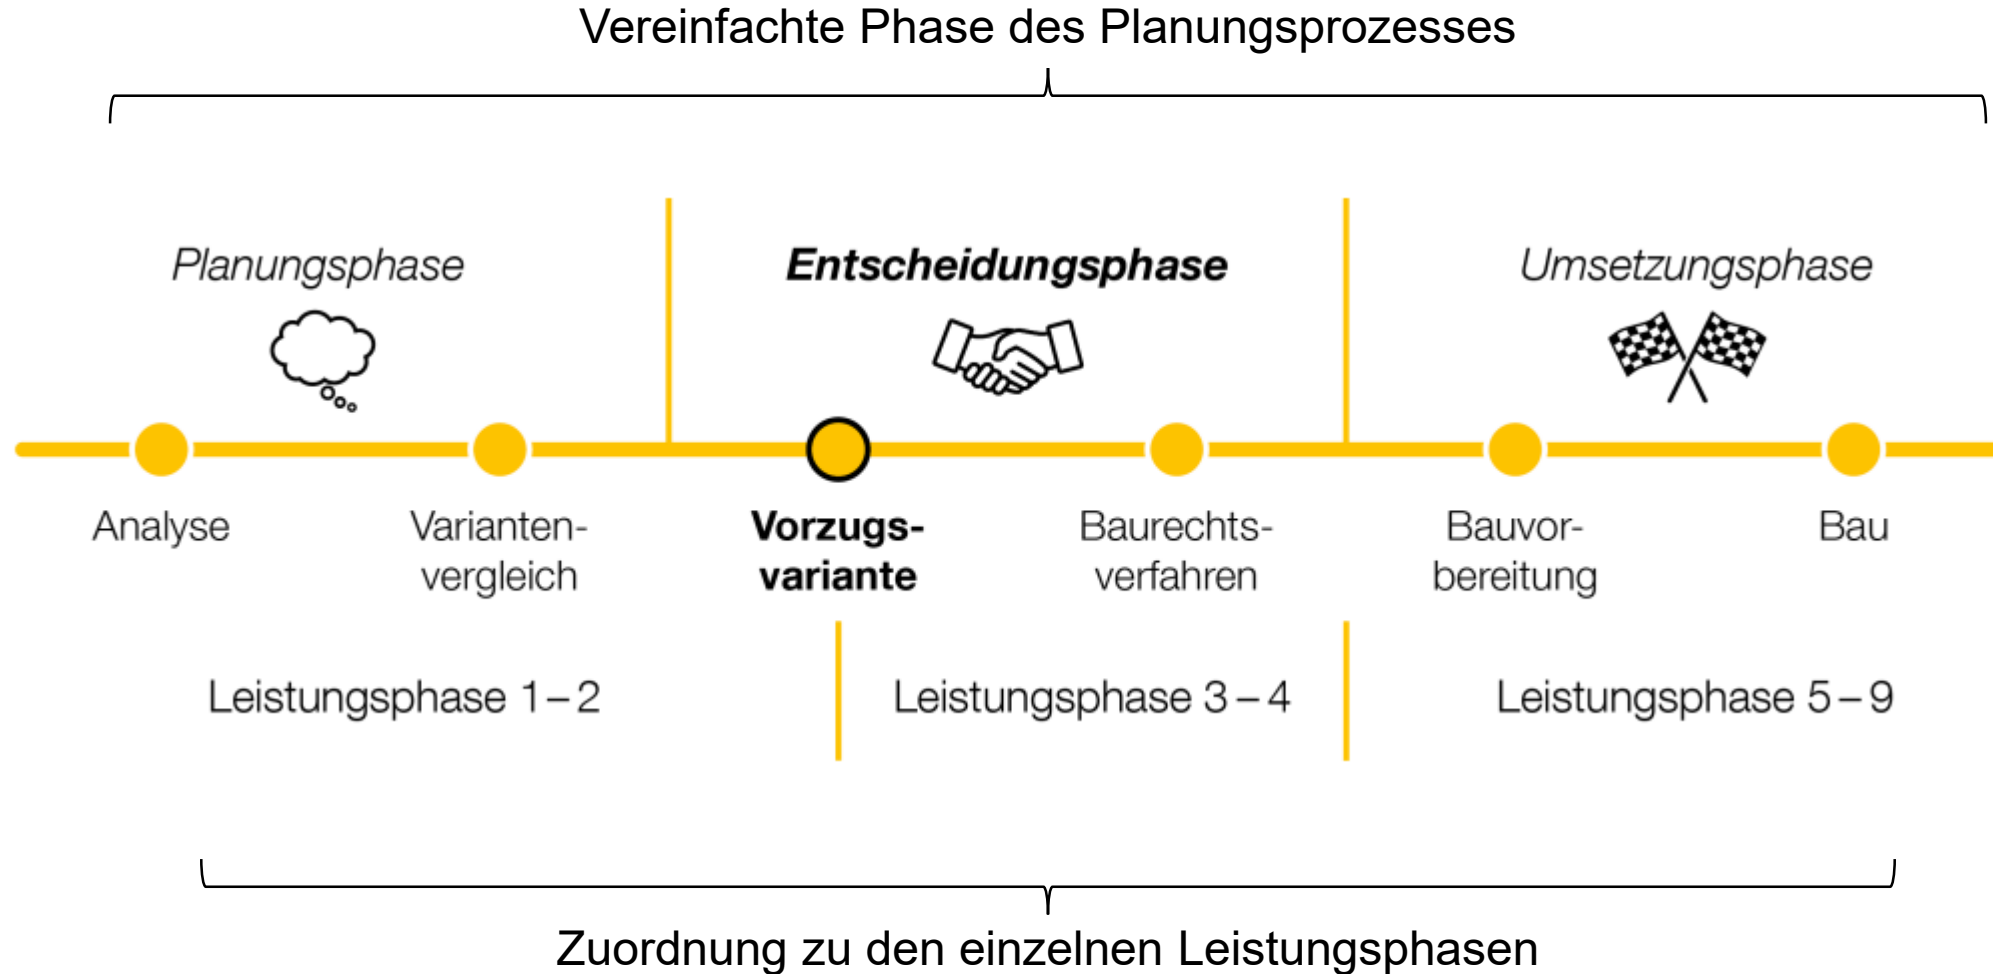 Vereinfachte Phase des Planungsprozesses
Planungsphase
Entscheidungsphase
Umsetzungsphase
Analyse
Varianten-
vergleich
Vorzugs-
variante
Baurechts-
verfahren
Bauvor-
bereitung
Bau
Leistungsphase 1 – 2
Leistungsphase 3 – 4
Leistungsphase 5 – 9
Zuordnung zu den einzelnen Leistungsphasen